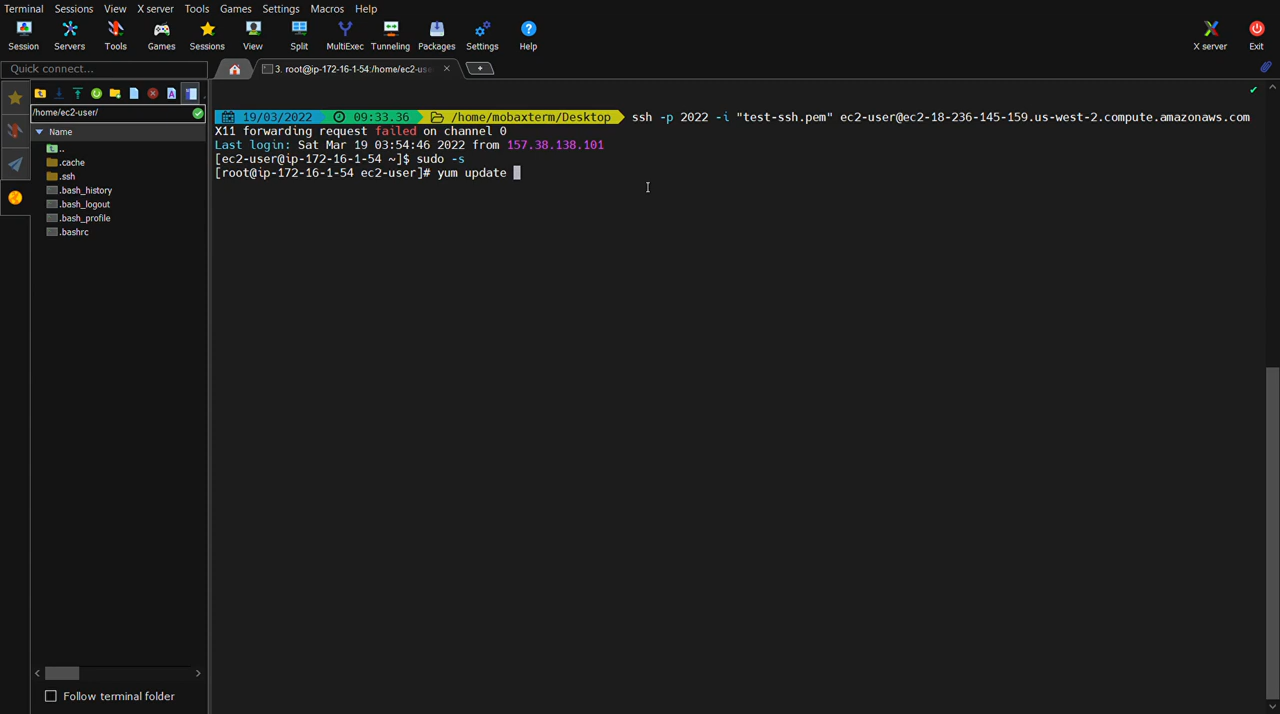 Terminal Sessions View X server Tools Games Settings Macros Help
Session Servers Tools Games Sessions View Split MultiExec Tunneling Packages Settings Help X server Exit
Quick connect...
3. root@ip-172-16-1-54:/home/ec2-use
/home/ec2-user/
Name
..
.cache
.ssh
.bash_history
.bash_logout
.bash_profile
.bashrc
Follow terminal folder
19/03/2022 09:33.36 /home/mobaxterm/Desktop ssh -p 2022 -i "test-ssh.pem" ec2-user@ec2-18-236-145-159.us-west-2.compute.amazonaws.com
X11 forwarding request failed on channel 0
Last login: Sat Mar 19 03:54:46 2022 from 157.38.138.101
[ec2-user@ip-172-16-1-54 ~]$ sudo -s
[root@ip-172-16-1-54 ec2-user]# yum update